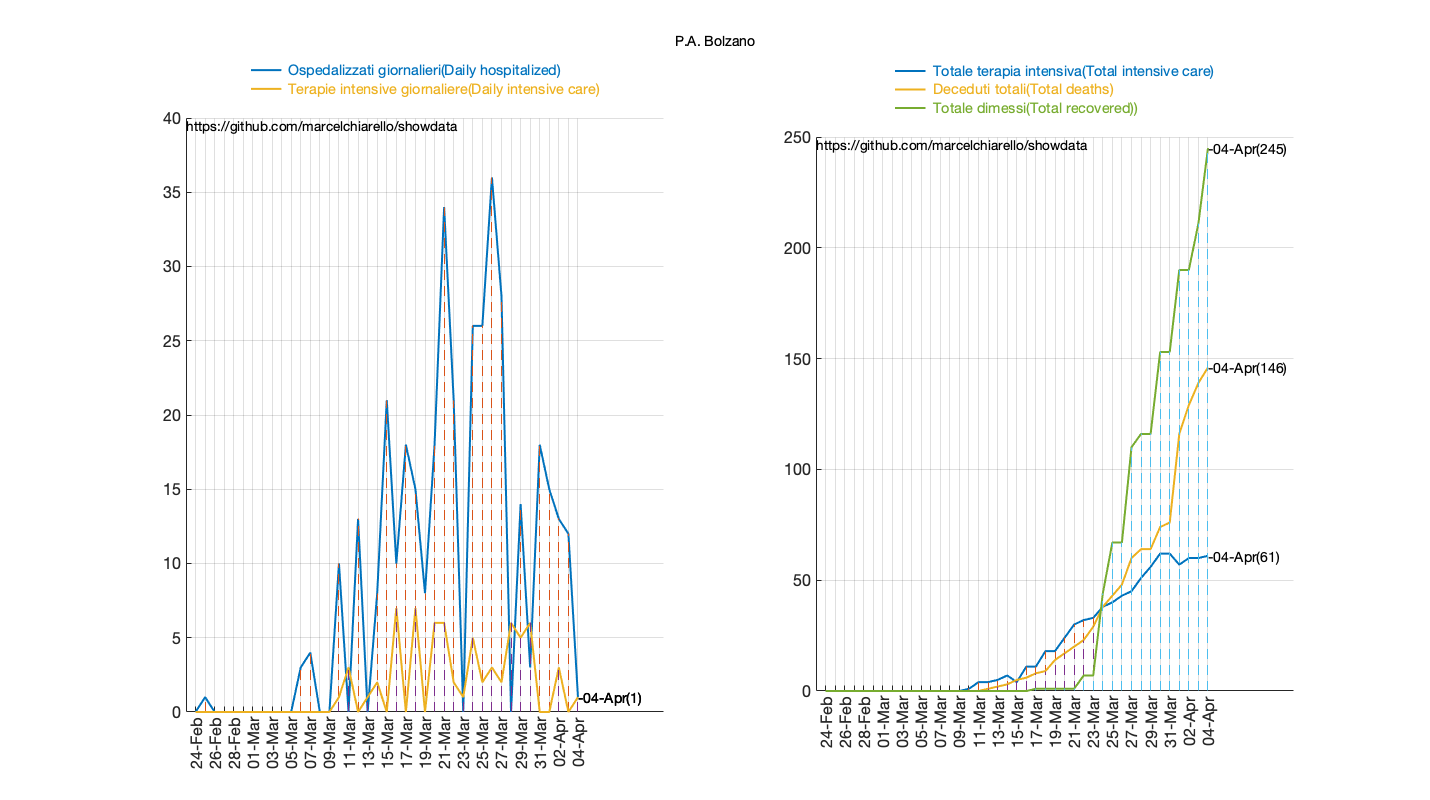 P.A. Bolzano
Ospedalizzati giornalieri(Daily hospitalized)
Terapie intensive giornaliere(Daily intensive care)
40
https://github.com/marcelchiarello/showdata
35
30
25
20
15
10
5
0
-04-Apr(1)
24-Feb
26-Feb
28-Feb
01-Mar
03-Mar
05-Mar
07-Mar
09-Mar
11-Mar
13-Mar
15-Mar
17-Mar
19-Mar
21-Mar
23-Mar
25-Mar
27-Mar
29-Mar
31-Mar
02-Apr
04-Apr
Totale terapia intensiva(Total intensive care)
Deceduti totali(Total deaths)
Totale dimessi(Total recovered))
250
https://github.com/marcelchiarello/showdata
-04-Apr(245)
200
150
-04-Apr(146)
100
50
-04-Apr(61)
0
24-Feb
26-Feb
28-Feb
01-Mar
03-Mar
05-Mar
07-Mar
09-Mar
11-Mar
13-Mar
15-Mar
17-Mar
19-Mar
21-Mar
23-Mar
25-Mar
27-Mar
29-Mar
31-Mar
02-Apr
04-Apr